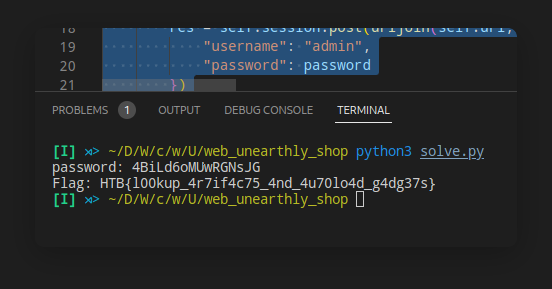 18 res = self.session.post(urljoin(self.url,
19 "username": "admin",
20 "password": password
21 })
PROBLEMS 1 OUTPUT DEBUG CONSOLE TERMINAL
[I] ⋊> ~/D/W/c/w/U/web_unearthly_shop python3 solve.py
password: 4BiLd6oMUwRGNsJG
Flag: HTB{l00kup_4r7if4c75_4nd_4u70lo4d_g4dg37s}
[I] ⋊> ~/D/W/c/w/U/web_unearthly_shop